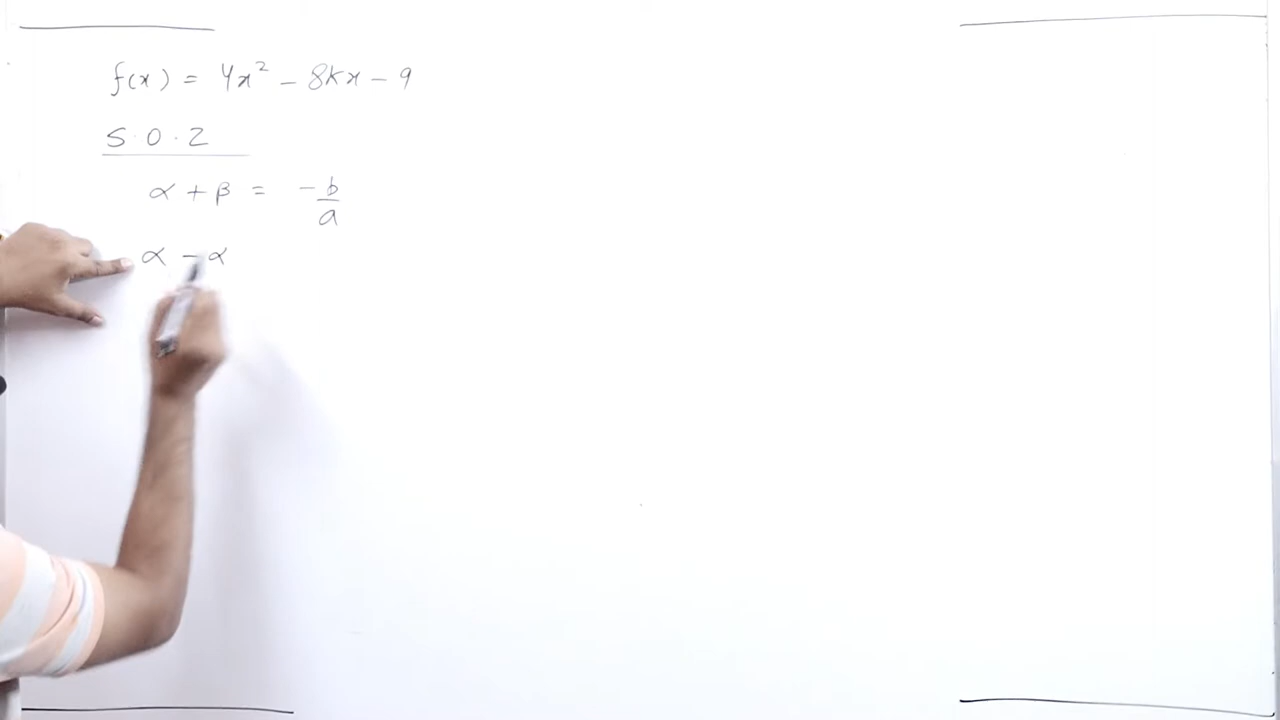 f(x) = 4x² - 8kx - 9
S.O.Z
α + β = -b/a
α - α